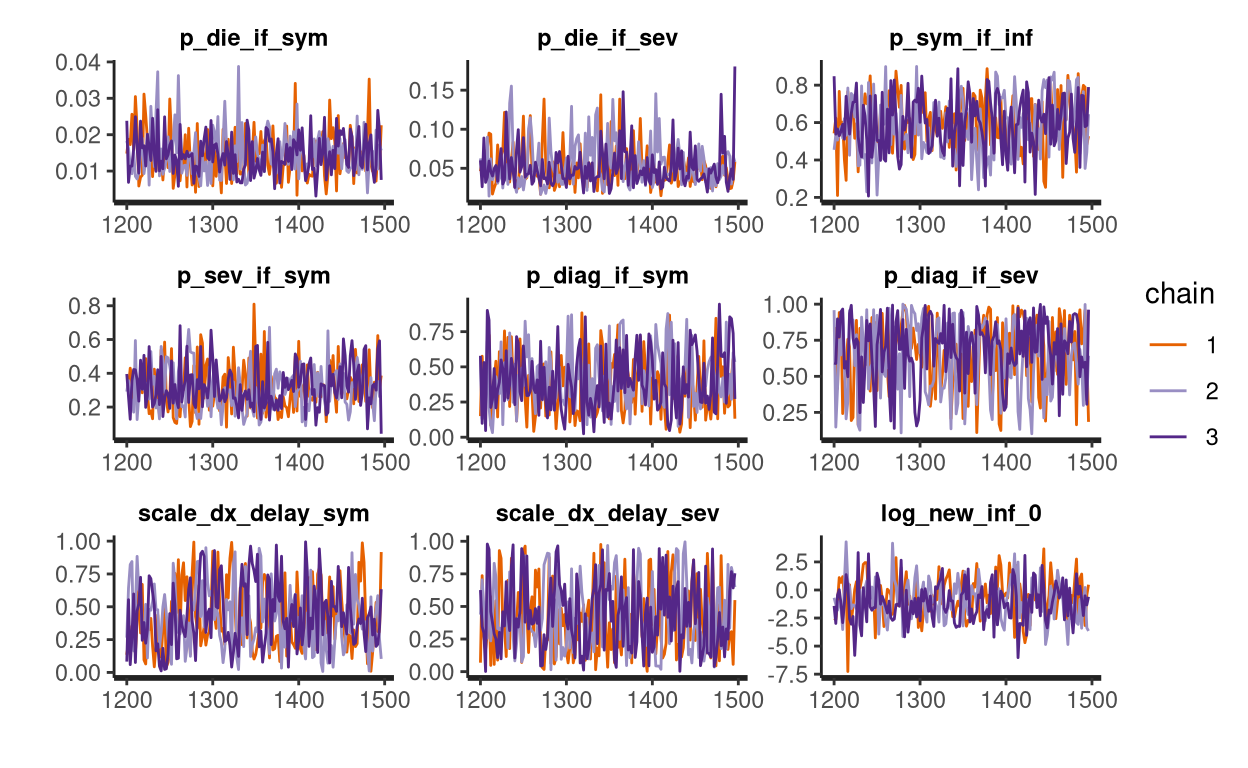 p_die_if_sym
p_die_if_sev
p_sym_if_inf
0.04
0.03
0.02
0.01
0.15
0.10
0.05
0.8
0.6
0.4
0.2
1200 1300 1400 1500
1200 1300 1400 1500
1200 1300 1400 1500
p_sev_if_sym
p_diag_if_sym
p_diag_if_sev
0.8
0.6
0.4
0.2
0.75
0.50
0.25
0.00
1.00
0.75
0.50
0.25
1200 1300 1400 1500
1200 1300 1400 1500
1200 1300 1400 1500
scale_dx_delay_sym
scale_dx_delay_sev
log_new_inf_0
1.00
0.75
0.50
0.25
0.00
1.00
0.75
0.50
0.25
0.00
2.5
0.0
-2.5
-5.0
-7.5
1200 1300 1400 1500
1200 1300 1400 1500
1200 1300 1400 1500
chain
1
2
3